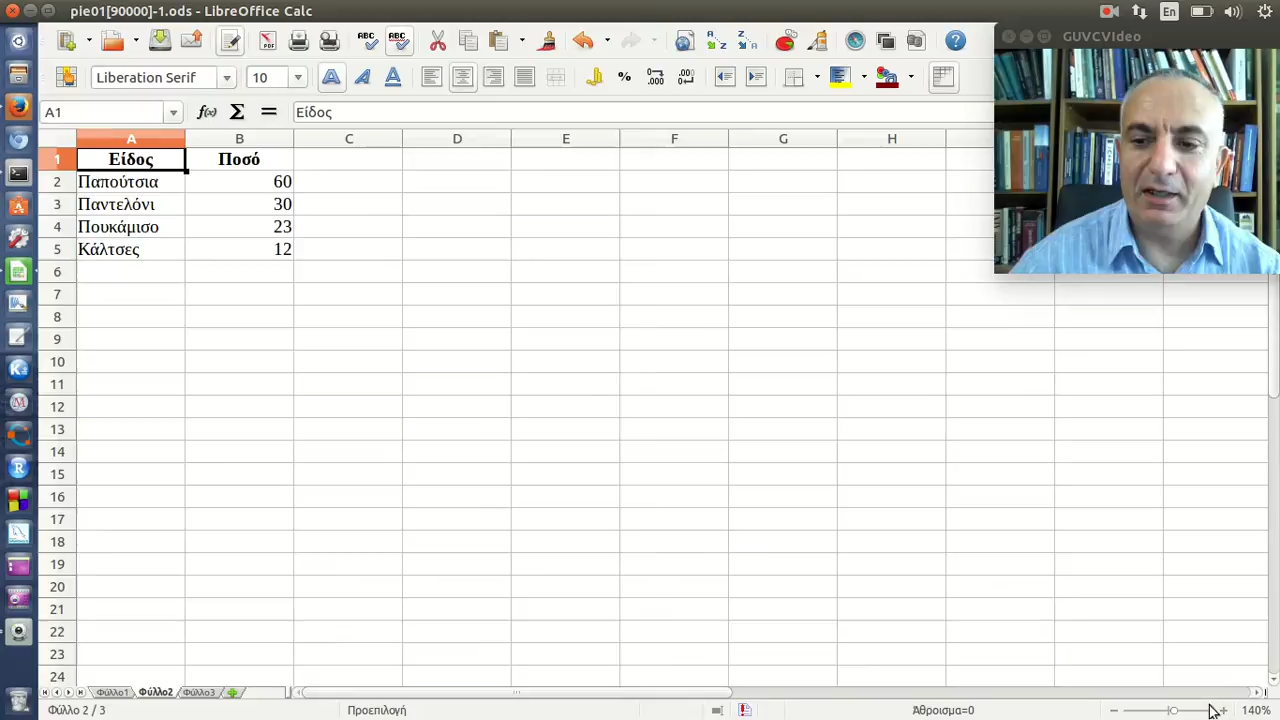 pie01[90000]-1.ods - LibreOffice Calc
En
GUVCVIdeo
Liberation Serif
10
A1
Είδος
A B C D E F G H
1 Είδος Ποσό
2 Παπούτσια 60
3 Παντελόνι 30
4 Πουκάμισο 23
5 Κάλτσες 12
6
7
8
9
10
11
12
13
14
15
16
17
18
19
20
21
22
23
24
Φύλλο1 Φύλλο2 Φύλλο3
Φύλλο 2 / 3 Προεπιλογή Άθροισμα=0 140%